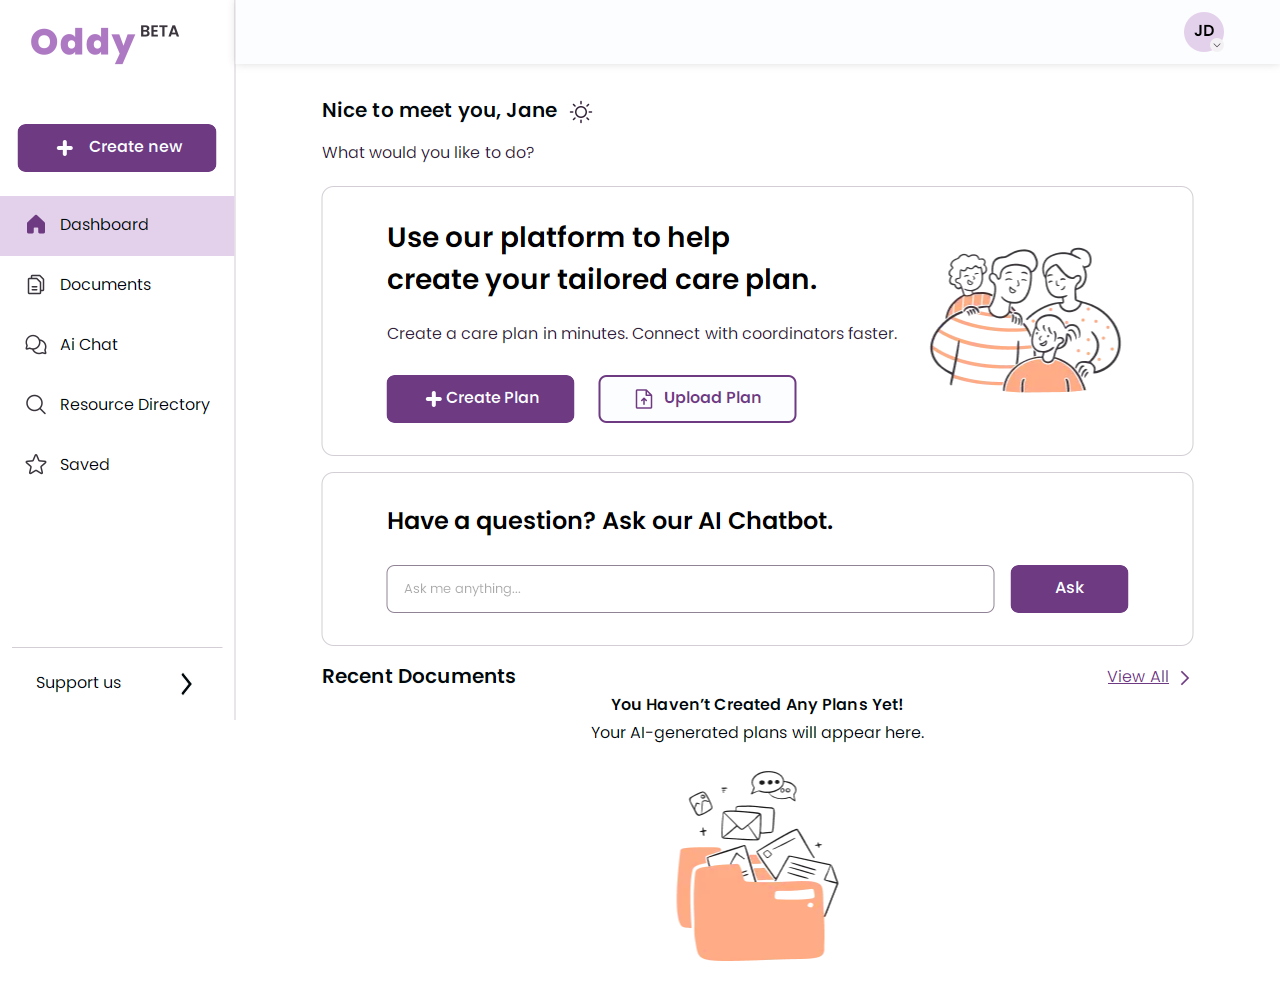 Oddy BETA
JD
Create new
Dashboard
Documents
Ai Chat
Resource Directory
Saved
Support us
Nice to meet you, Jane
What would you like to do?
Use our platform to help
create your tailored care plan.
Create a care plan in minutes. Connect with coordinators faster.
Create Plan
Upload Plan
Have a question? Ask our AI Chatbot.
Ask me anything...
Ask
Recent Documents
View All
You Haven’t Created Any Plans Yet!
Your AI-generated plans will appear here.